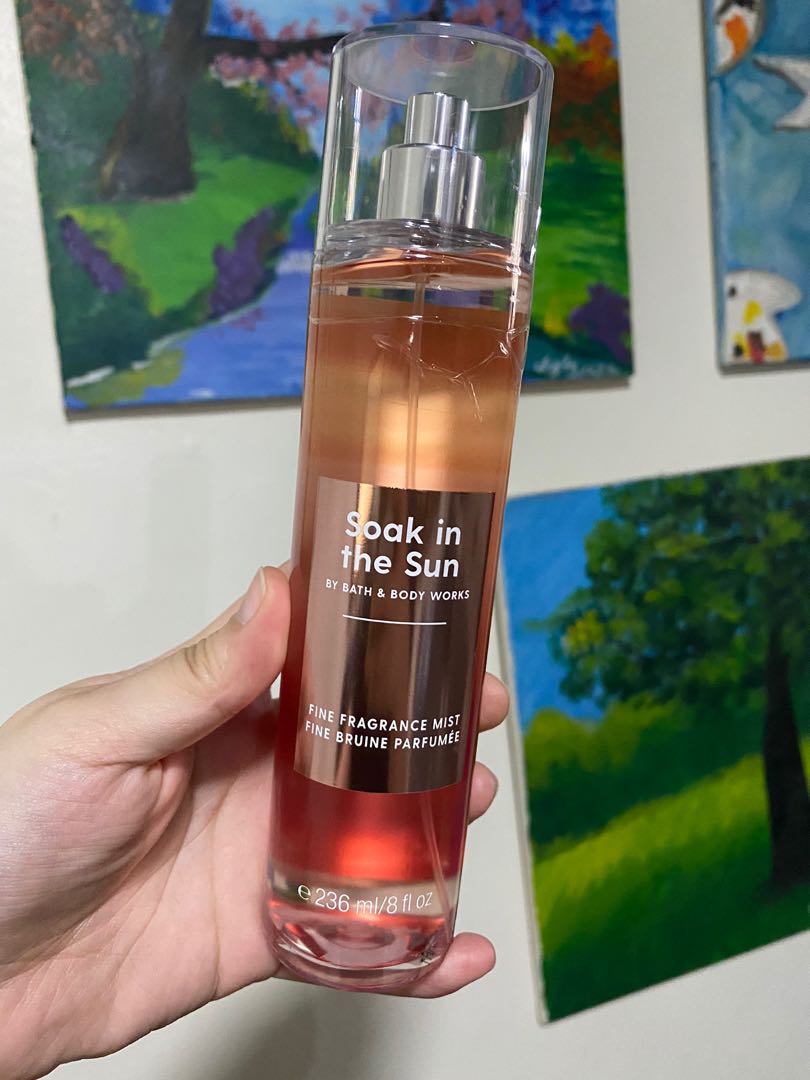 Soak in
the Sun
BY BATH & BODY WORKS
FINE FRAGRANCE MIST
FINE BRUINE PARFUMÉE
e 236 ml/8 fl oz